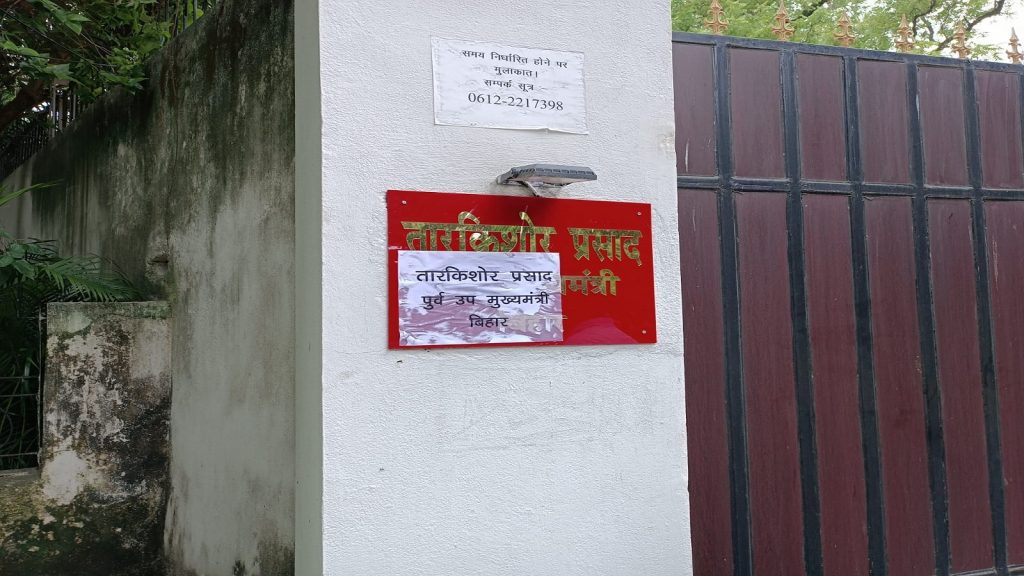 समय निर्धारित होने पर
मुलाकात।
सम्पर्क सूत्र -
0612-2217398
तारकिशोर प्रसाद
तारकिशोर प्रसाद
पुर्व उप मुख्यमंत्री
बिहार